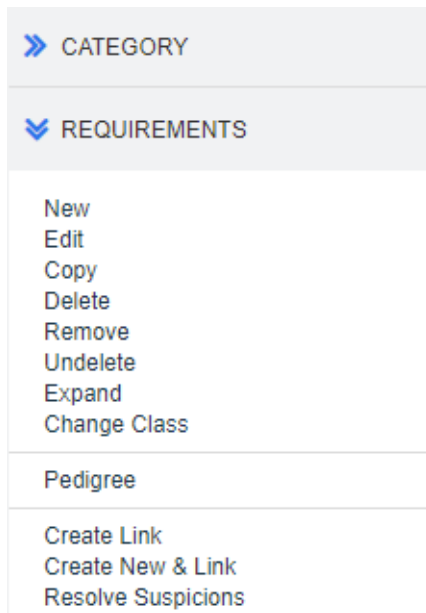 CATEGORY
REQUIREMENTS
New
Edit
Copy
Delete
Remove
Undelete
Expand
Change Class
Pedigree
Create Link
Create New & Link
Resolve Suspicions